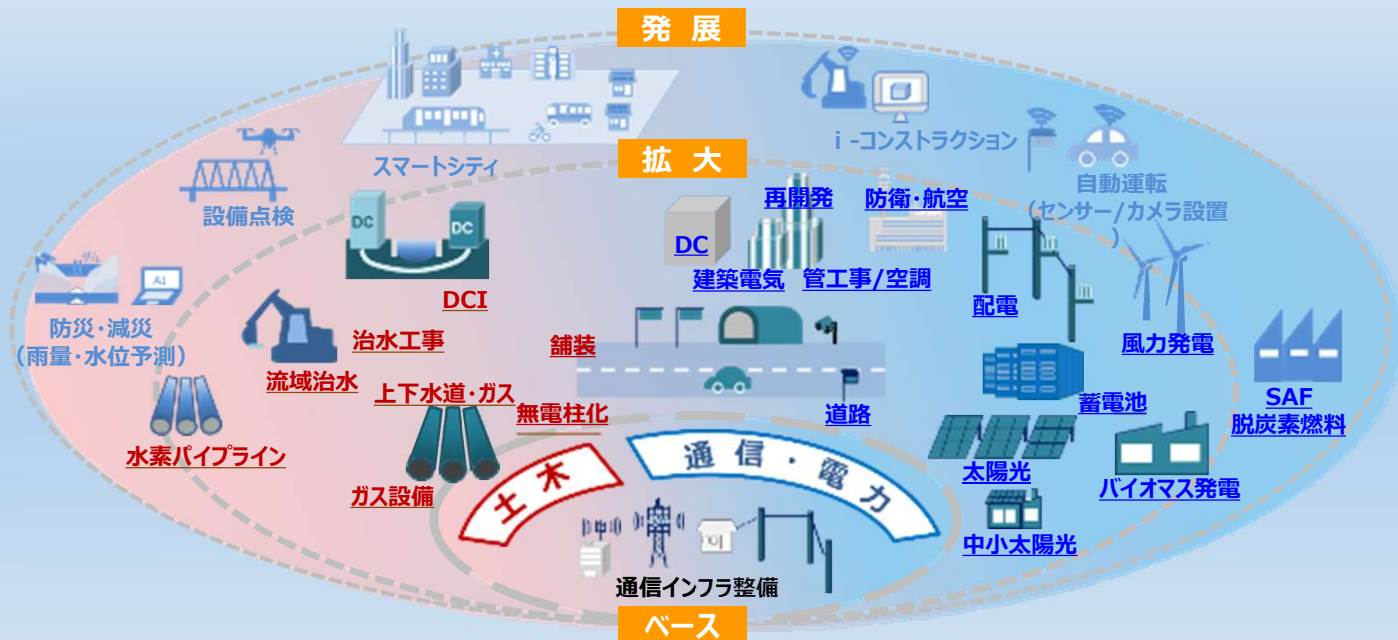 発 展
スマートシティ
i -コンストラクション
拡 大
設備点検
自動運転
(センサー/カメラ設置
)
再開発
防衛・航空
DC
DC
DC
建築電気
管工事/空調
DCI
配電
AI
防災・減災
(雨量・水位予測)
治水工事
舗装
風力発電
流域治水
上下水道・ガス
無電柱化
道路
蓄電池
SAF
脱炭素燃料
水素パイプライン
ガス設備
土木
通信・電力
太陽光
バイオマス発電
中小太陽光
通信インフラ整備
ベース